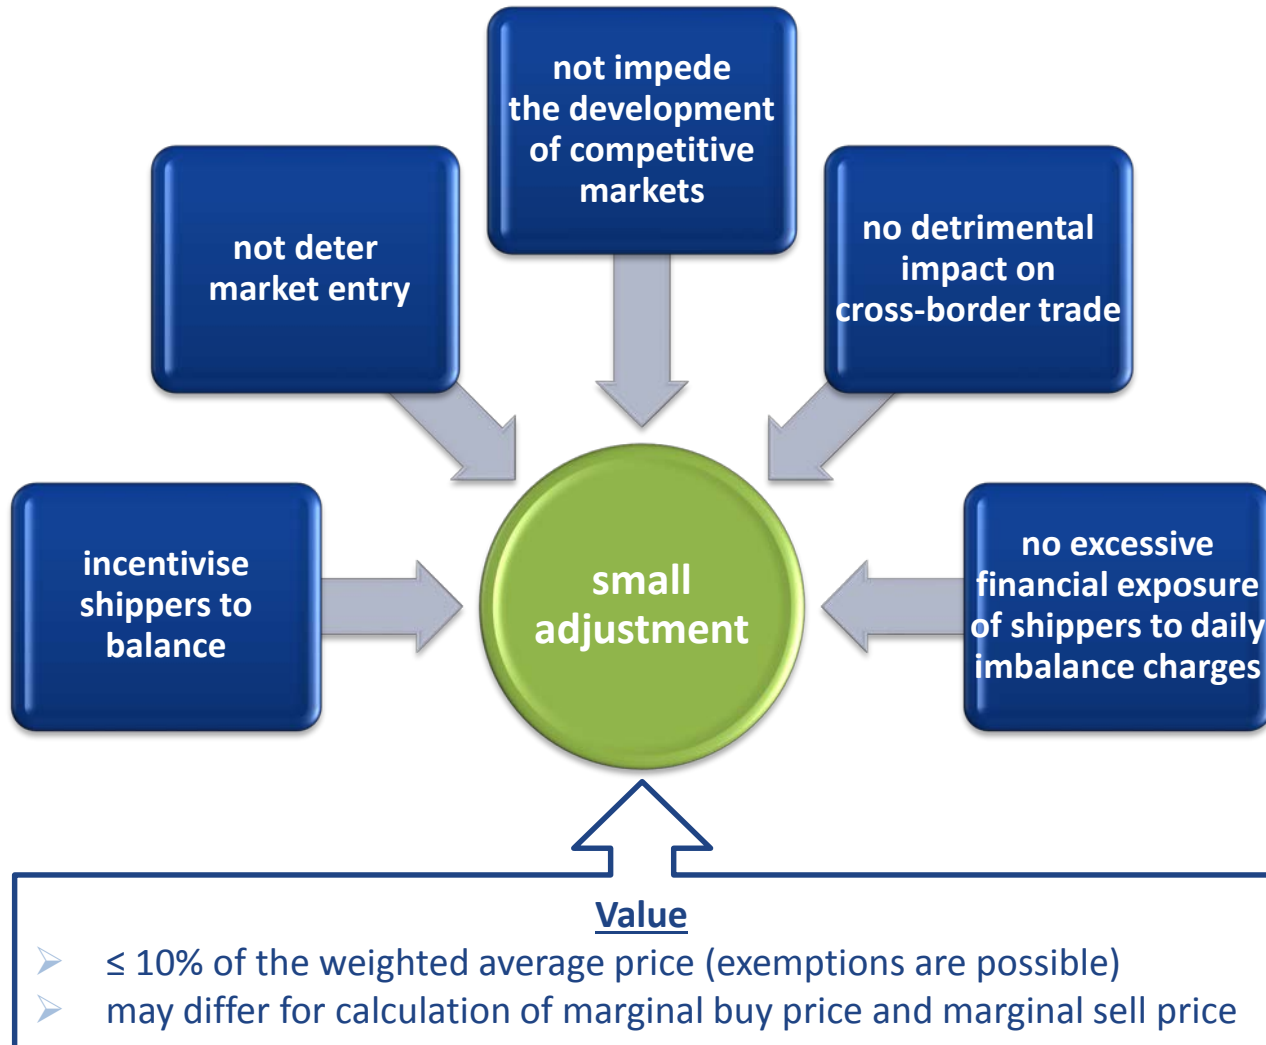 not impede
the development
of competitive
markets
not deter
market entry
no detrimental
impact on
cross-border trade
incentivise
shippers to
balance
small
adjustment
no excessive
financial exposure
of shippers to daily
imbalance charges
Value
➢ ≤ 10% of the weighted average price (exemptions are possible)
➢ may differ for calculation of marginal buy price and marginal sell price